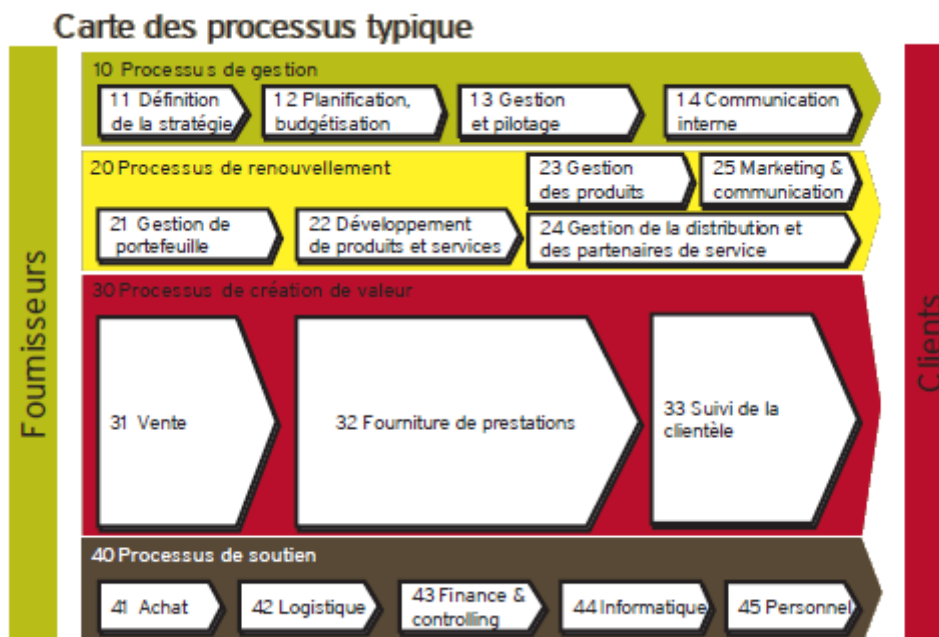 Carte des processus typique
Fournisseurs
10 Processus de gestion
11 Définition
de la stratégie
12 Planification,
budgétisation
13 Gestion
et pilotage
14 Communication
interne
20 Processus de renouvellement
23 Gestion
des produits
25 Marketing &
communication
21 Gestion de
portefeuille
22 Développement
de produits et services
24 Gestion de la distribution et
des partenaires de service
30 Processus de création de valeur
31 Vente
32 Fourniture de prestations
33 Suivi de la
clientèle
40 Processus de soutien
41 Achat
42 Logistique
43 Finance &
controlling
44 Informatique
45 Personnel
Clients